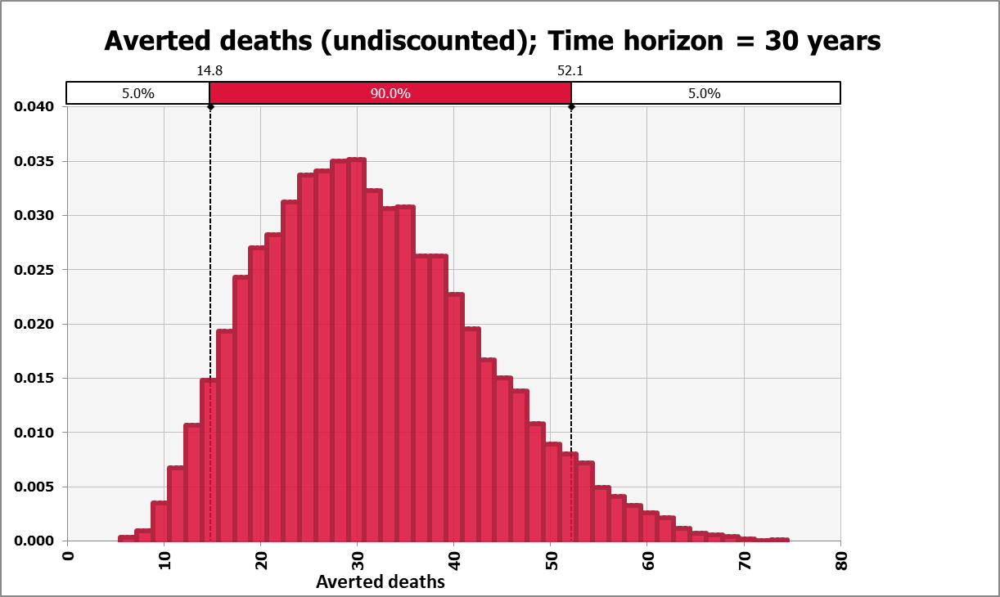 Averted deaths (undiscounted); Time horizon = 30 years
14.8 52.1
5.0% 90.0% 5.0%
0.040
0.035
0.030
0.025
0.020
0.015
0.010
0.005
0.000
0 10 20 30 40 50 60 70 80
Averted deaths